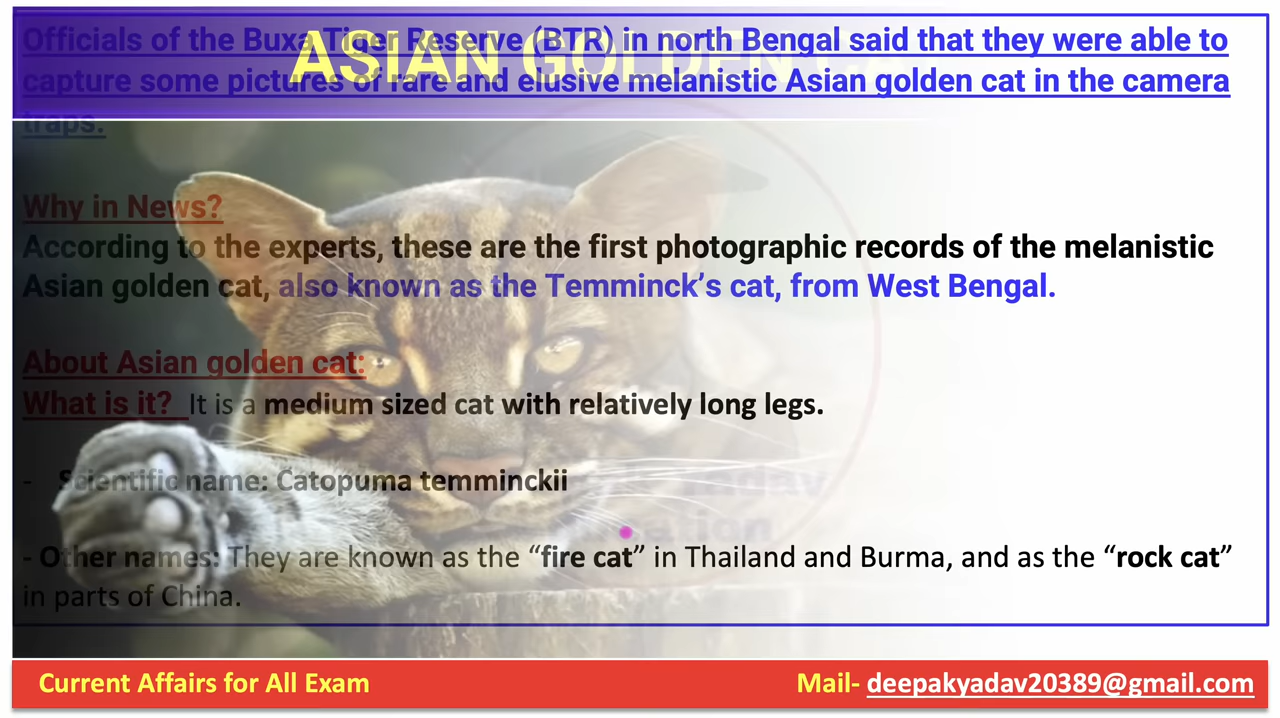 ASIAN GOLDEN CA
Officials of the Buxa Tiger Reserve (BTR) in north Bengal said that they were able to
capture some pictures of rare and elusive melanistic Asian golden cat in the camera
traps.
Why in News?
According to the experts, these are the first photographic records of the melanistic
Asian golden cat, also known as the Temminck’s cat, from West Bengal.
About Asian golden cat:
What is it? It is a medium sized cat with relatively long legs.
- Scientific name: Catopuma temminckii
- Other names: They are known as the “fire cat” in Thailand and Burma, and as the “rock cat”
in parts of China.
Current Affairs for All Exam
Mail- deepakyadav20389@gmail.com